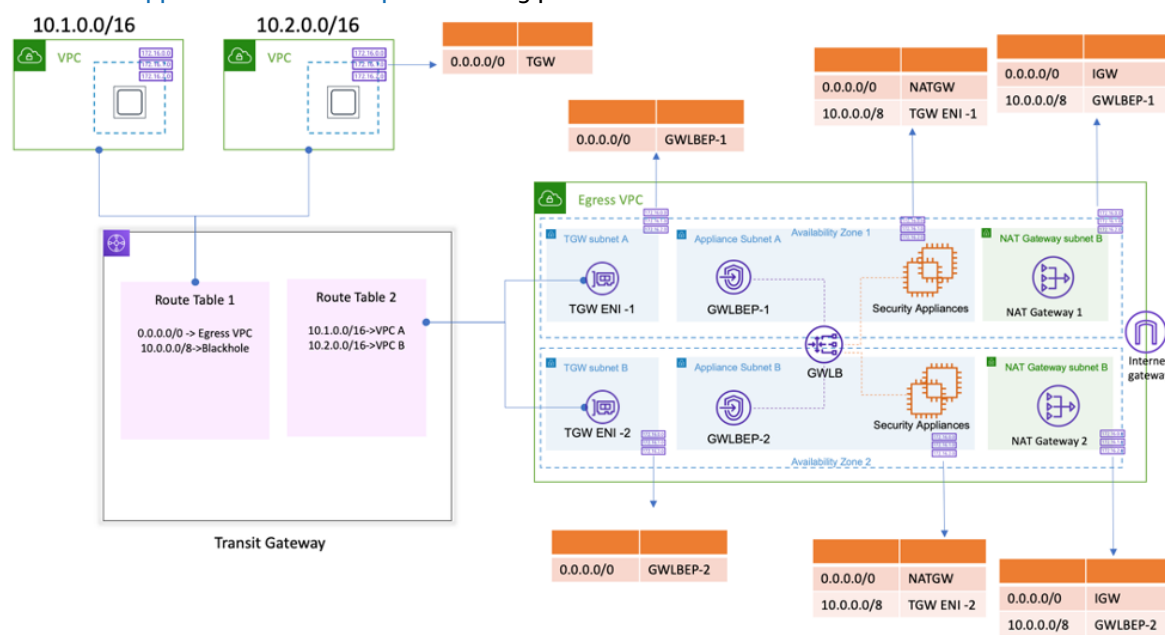 10.1.0.0/16
10.2.0.0/16
VPC
VPC
0.0.0.0/0 TGW
0.0.0.0/0 GWLBEP-1
0.0.0.0/0 NATGW
10.0.0.0/8 TGW ENI -1
0.0.0.0/0 IGW
10.0.0.0/8 GWLBEP-1
Egress VPC
Availability Zone 1
TGW subnet A
Appliance Subnet A
NAT Gateway subnet B
TGW ENI -1
GWLBEP-1
Security Appliances
NAT Gateway 1
Route Table 1
0.0.0.0/0 -> Egress VPC
10.0.0.0/8->Blackhole
Route Table 2
10.1.0.0/16->VPC A
10.2.0.0/16->VPC B
GWLB
Interne
gateway
TGW subnet B
Appliance Subnet B
NAT Gateway subnet B
TGW ENI -2
GWLBEP-2
Security Appliances
NAT Gateway 2
Availability Zone 2
Transit Gateway
0.0.0.0/0 GWLBEP-2
0.0.0.0/0 NATGW
10.0.0.0/8 TGW ENI -2
0.0.0.0/0 IGW
10.0.0.0/8 GWLBEP-2